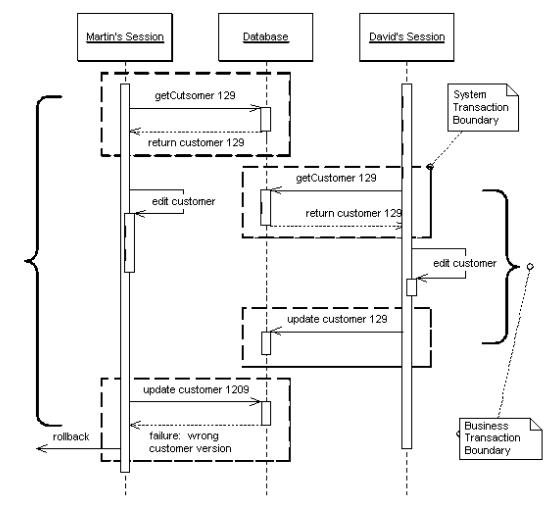 Martin's Session
Database
David's Session
getCutsomer 129
return customer 129
System
Transaction
Boundary
getCustomer 129
edit customer
return customer 129
edit customer
update customer 129
update customer 1209
rollback
failure: wrong
customer version
Business
Transaction
Boundary